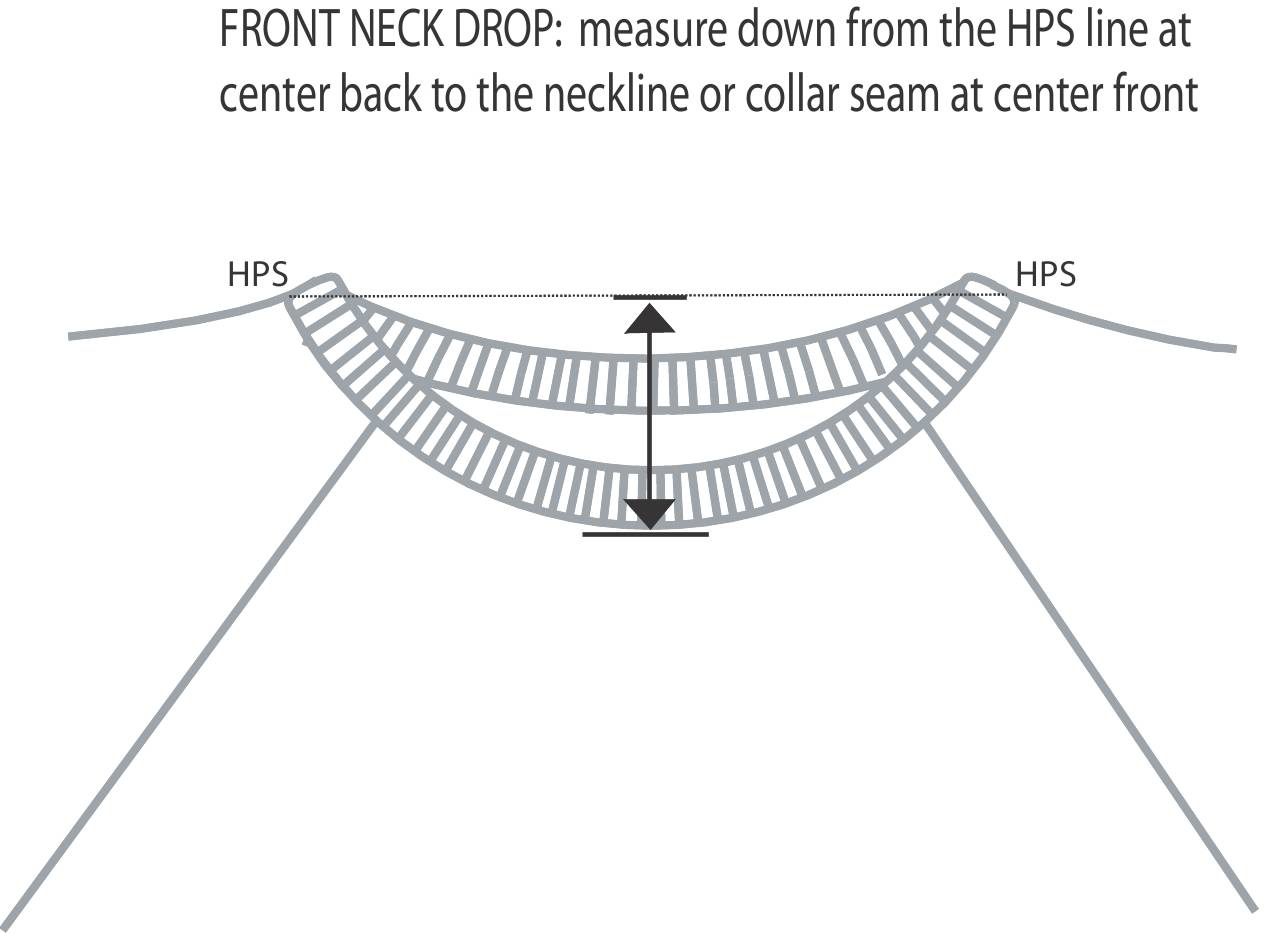 FRONT NECK DROP: measure down from the HPS line at
center back to the neckline or collar seam at center front
HPS
HPS